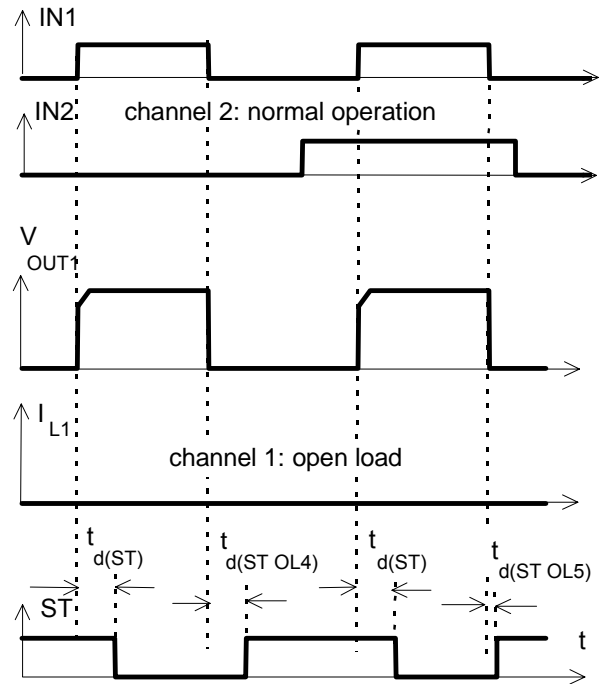 IN1
IN2
channel 2: normal operation
V
OUT1
I
L1
channel 1: open load
t
d(ST)
t
d(ST OL4)
t
d(ST)
t
d(ST OL5)
ST
t